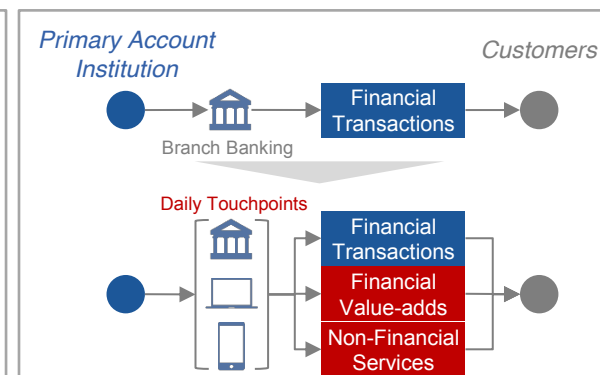 Primary Account
Institution
Customers
Financial
Transactions
Branch Banking
Daily Touchpoints
Financial
Transactions
Financial
Value-adds
Non-Financial
Services